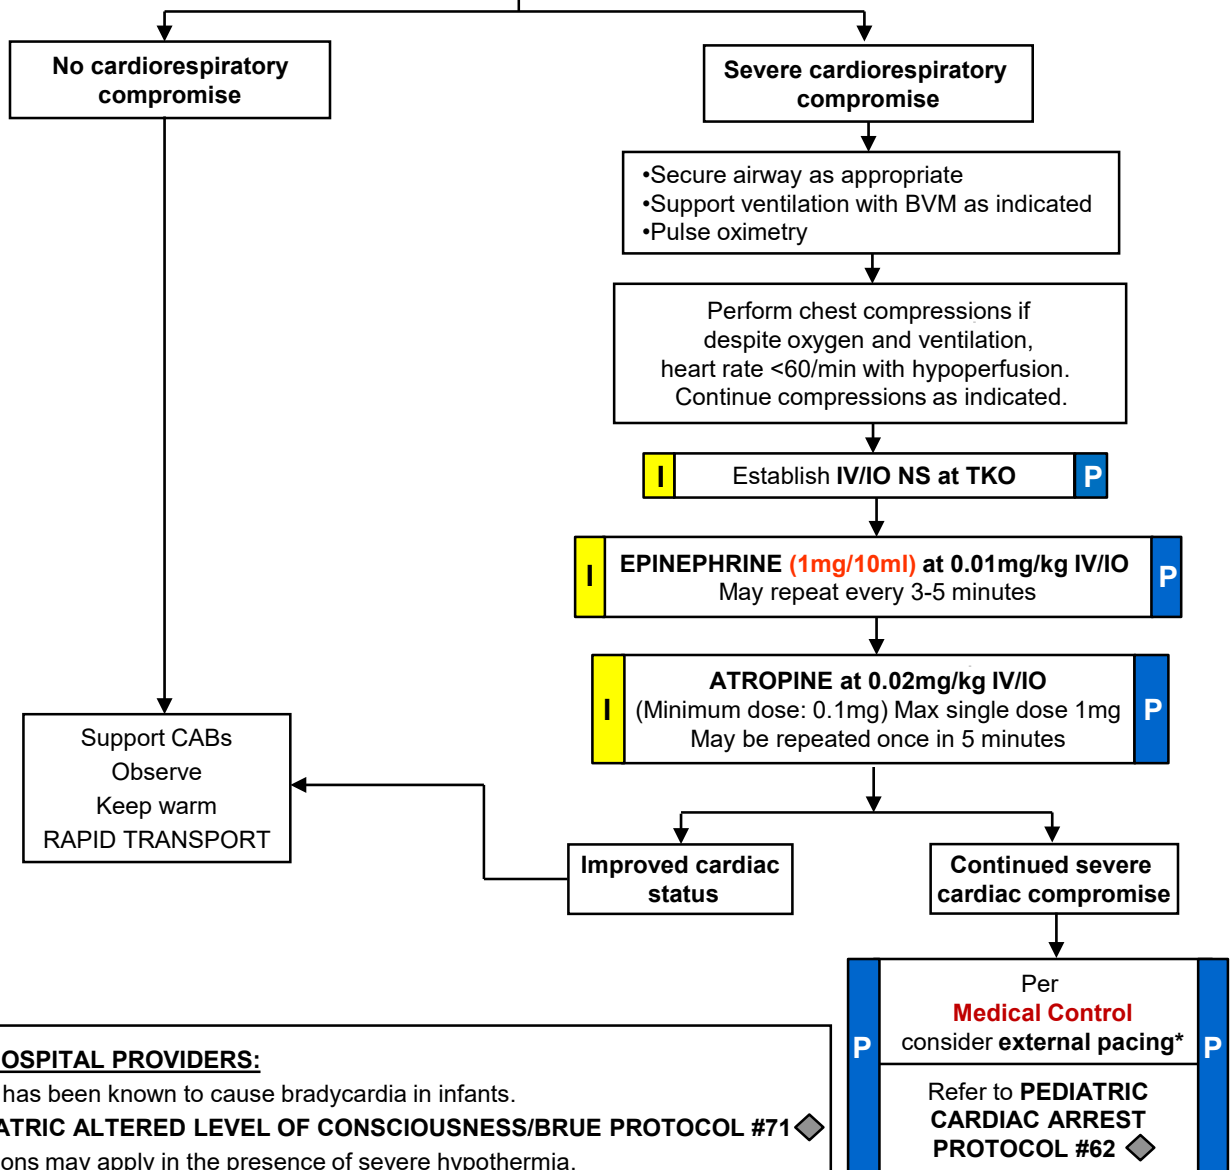 No cardiorespiratory
compromise
Severe cardiorespiratory
compromise
•Secure airway as appropriate
•Support ventilation with BVM as indicated
•Pulse oximetry
Perform chest compressions if
despite oxygen and ventilation,
heart rate <60/min with hypoperfusion.
Continue compressions as indicated.
I Establish IV/IO NS at TKO P
EPINEPHRINE (1mg/10ml) at 0.01mg/kg IV/IO
I P
May repeat every 3-5 minutes
ATROPINE at 0.02mg/kg IV/IO
I (Minimum dose: 0.1mg) Max single dose 1mg P
May be repeated once in 5 minutes
Support CABs
Observe
Keep warm
RAPID TRANSPORT
Improved cardiac
status
Continued severe
cardiac compromise
Per
Medical Control
P consider external pacing* P
Refer to PEDIATRIC
CARDIAC ARREST
PROTOCOL #62
OSPITAL PROVIDERS:
has been known to cause bradycardia in infants.
ATRIC ALTERED LEVEL OF CONSCIOUSNESS/BRUE PROTOCOL #71
ons may apply in the presence of severe hypothermia.